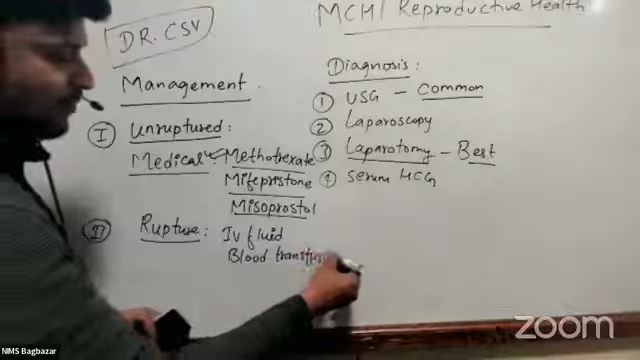 MCH/ Reproductive Health
DR. CSV
Management
I Unruptured:
Medical Methotrexate
Mifepristone
Misoprostol
II Rupture: IV fluid
Blood
Diagnosis:
1 USG - Common
2 Laparoscopy
3 Laparotomy - Best
4 Serum HCG
zoom
NMS Bagbazar